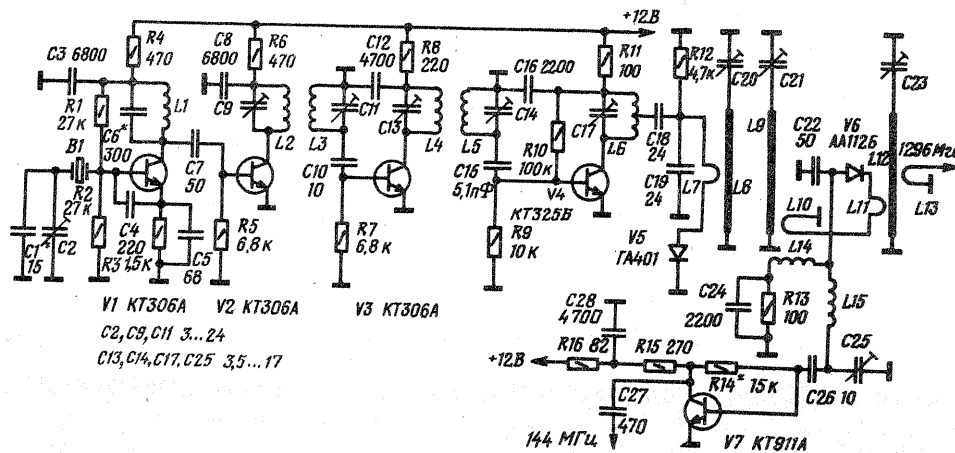 +12В
C3 6800
R4
470
C8
6800
R6
470
C12
4700
R8
220
C16 2200
R11
100
R12
4,7к
C20
C21
C23
R1
27к
C6*
300
L1
C9
L2
L3
C11
C13
L4
L5
C14
C17
L6
C18
24
C22
50
V6
АА112Б
L12
1296 МГц
B1
R2
27к
C7
50
C10
10
C15
5,1пФ
R10
100к
V4
КТ325В
C19
24
L7
L8
L9
L10
L11
L13
C1*
15
C2
C4
220
R3 1,5к
C5
68
R5
6,8к
R7
6,8к
R9
10к
V5
ГА401
L14
C24
2200
R13
100
L15
V1 КТ306А
V2 КТ306А
V3 КТ306А
C2, C9, C11 3...24
C13, C14, C17, C25 3,5...17
C28
4700
+12В
R16 82
R15 270
R14* 15к
C26 10
C25
C27
470
144 МГц
V7 КТ911А